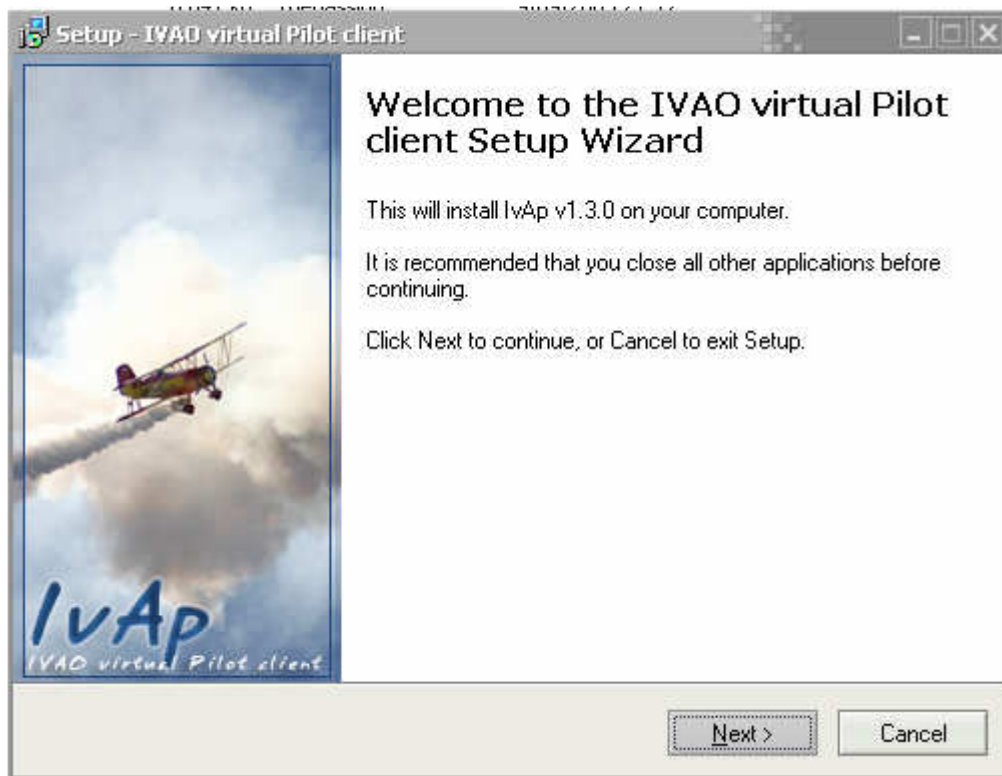 Setup - IVAO virtual Pilot client
Welcome to the IVAO virtual Pilot
client Setup Wizard
This will install IvAp v1.3.0 on your computer.
It is recommended that you close all other applications before
continuing.
Click Next to continue, or Cancel to exit Setup.
IvAp
IVAO virtual Pilot client
Next >
Cancel